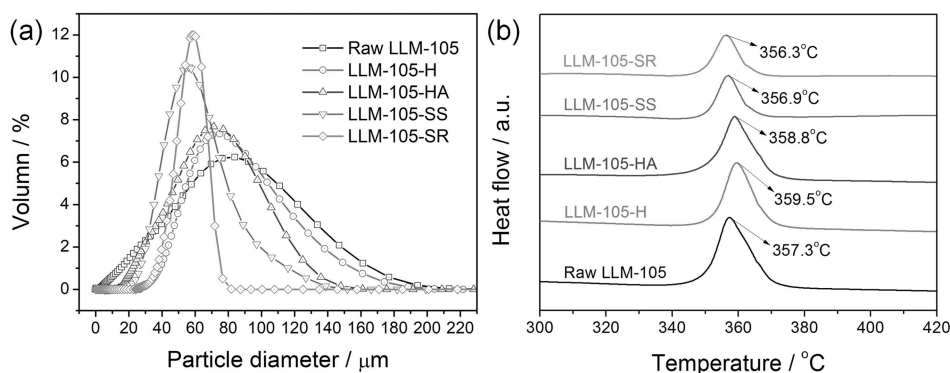 (a)
Volumn / %
12
10
8
6
4
2
0
0 20 40 60 80 100 120 140 160 180 200 220
Particle diameter / μm
Raw LLM-105
LLM-105-H
LLM-105-HA
LLM-105-SS
LLM-105-SR
(b)
Heat flow / a.u.
LLM-105-SR
356.3°C
LLM-105-SS
356.9°C
LLM-105-HA
358.8°C
LLM-105-H
359.5°C
Raw LLM-105
357.3°C
300 320 340 360 380 400 420
Temperature / °C